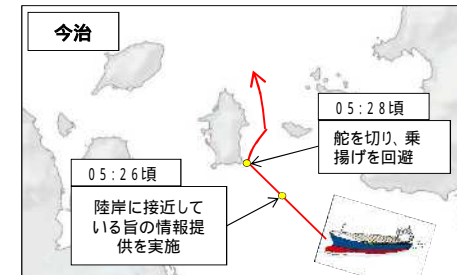 今治
05:28頃
舵を切り、乗
揚げを回避
05:26頃
陸岸に接近して
いる旨の情報提
供を実施